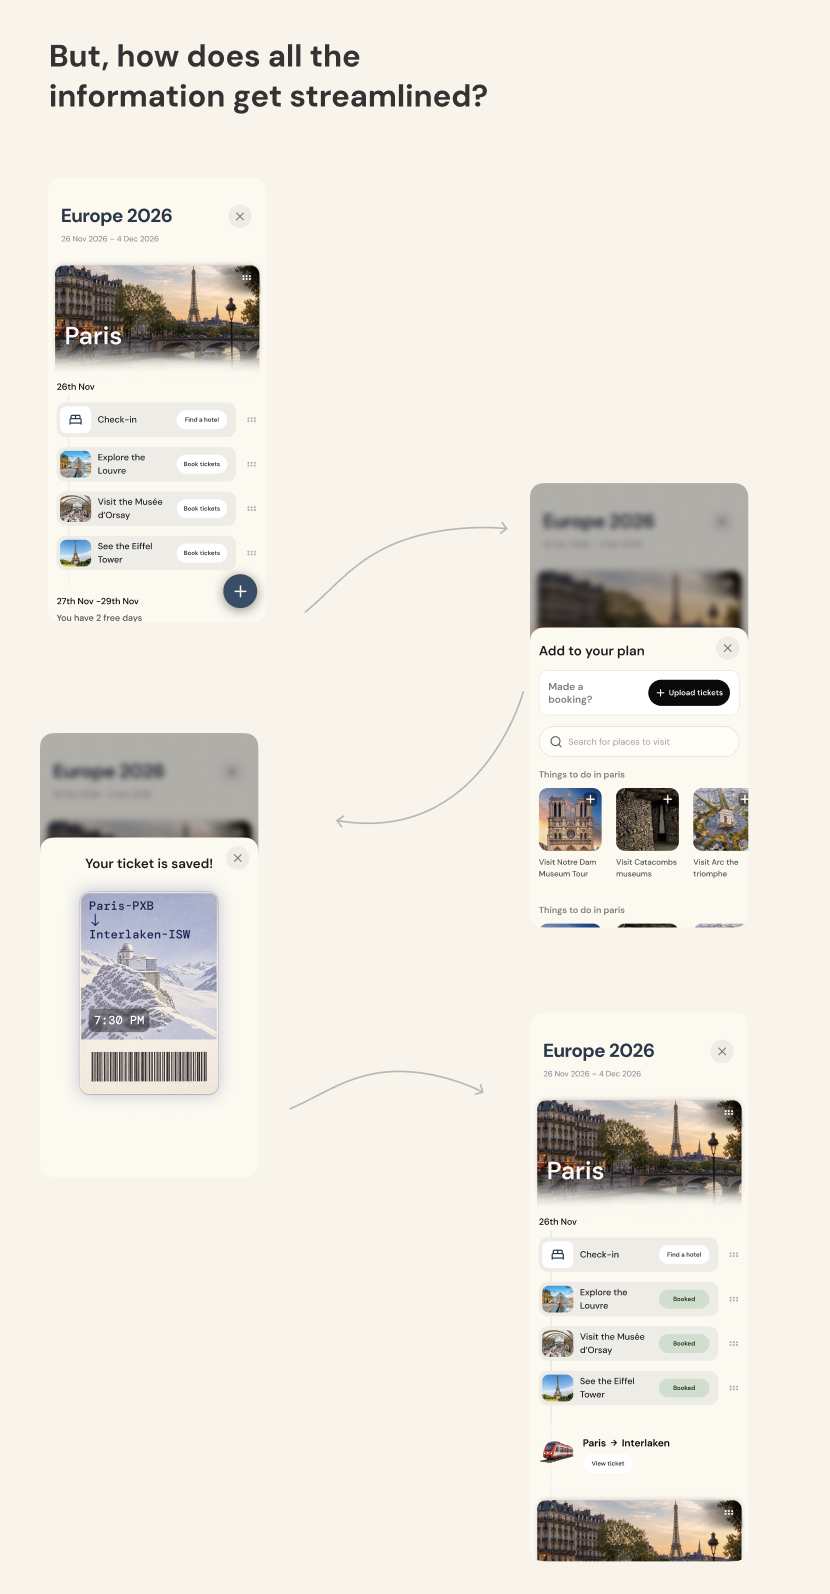 But, how does all the
information get streamlined?
Europe 2026
26 Nov 2026 – 4 Dec 2026
Paris
26th Nov
Check-in
Find a hotel
Explore the
Louvre
Book tickets
Visit the Musée
d'Orsay
Book tickets
See the Eiffel
Tower
Book tickets
27th Nov -29th Nov
You have 2 free days
Europe 2026
Add to your plan
Made a
booking?
+ Upload tickets
Search for places to visit
Things to do in paris
Visit Notre Dam
Museum Tour
Visit Catacombs
museums
Visit Arc the
triomphe
Things to do in paris
Europe 2026
Your ticket is saved!
Paris-PXB
↓
Interlaken-ISW
7:30 PM
Europe 2026
26 Nov 2026 – 4 Dec 2026
Paris
26th Nov
Check-in
Find a hotel
Explore the
Louvre
Booked
Visit the Musée
d'Orsay
Booked
See the Eiffel
Tower
Booked
Paris → Interlaken
View ticket